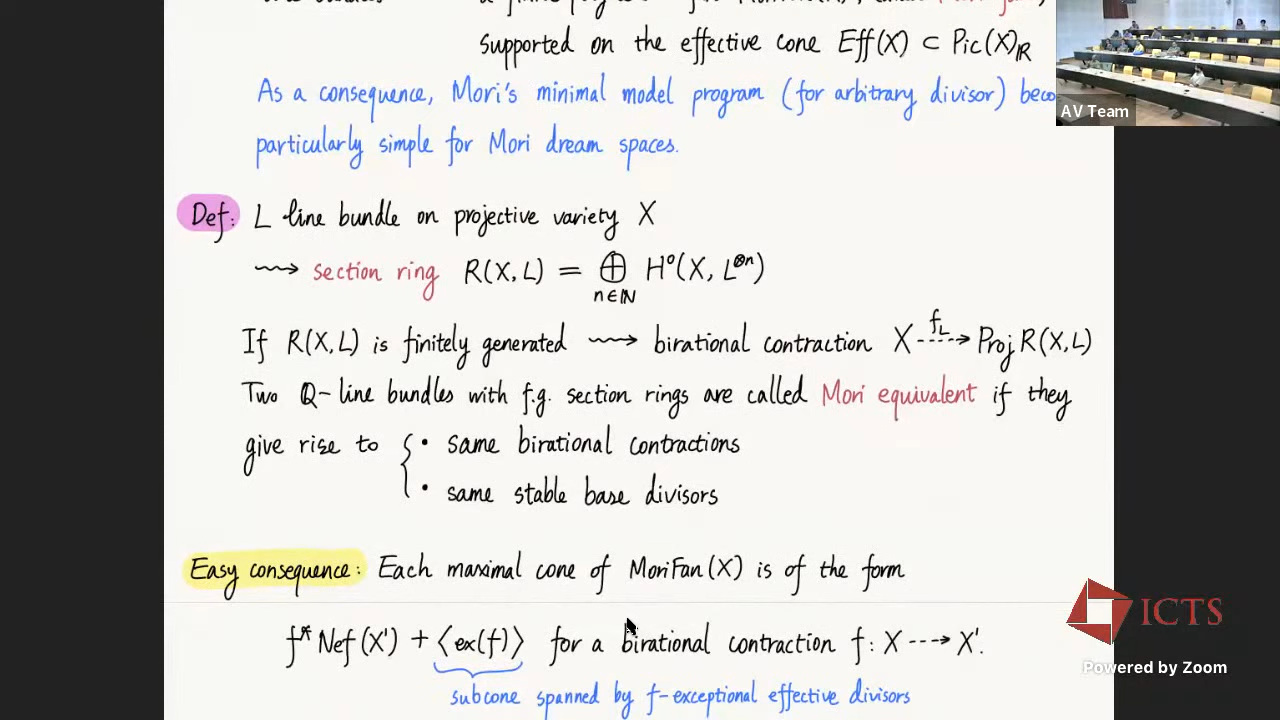 supported on the effective cone Eff(X) ⊂ Pic(X)_ℝ
As a consequence, Mori's minimal model program (for arbitrary divisor) beco
particularly simple for Mori dream spaces.
Def: L line bundle on projective variety X
⇝ section ring R(X, L) = ⊕_{n∈ℕ} H⁰(X, L^{⊗n})
If R(X, L) is finitely generated ⇝ birational contraction X ⇢^{f_L} Proj R(X, L)
Two ℚ-line bundles with f.g. section rings are called Mori equivalent if they
give rise to { • same birational contractions
• same stable base divisors
Easy consequence: Each maximal cone of MoriFan(X) is of the form
f* Nef(X') + ⟨ex(f)⟩ for a birational contraction f: X ⇢ X'.
subcone spanned by f-exceptional effective divisors
AV Team
ICTS
Powered by Zoom